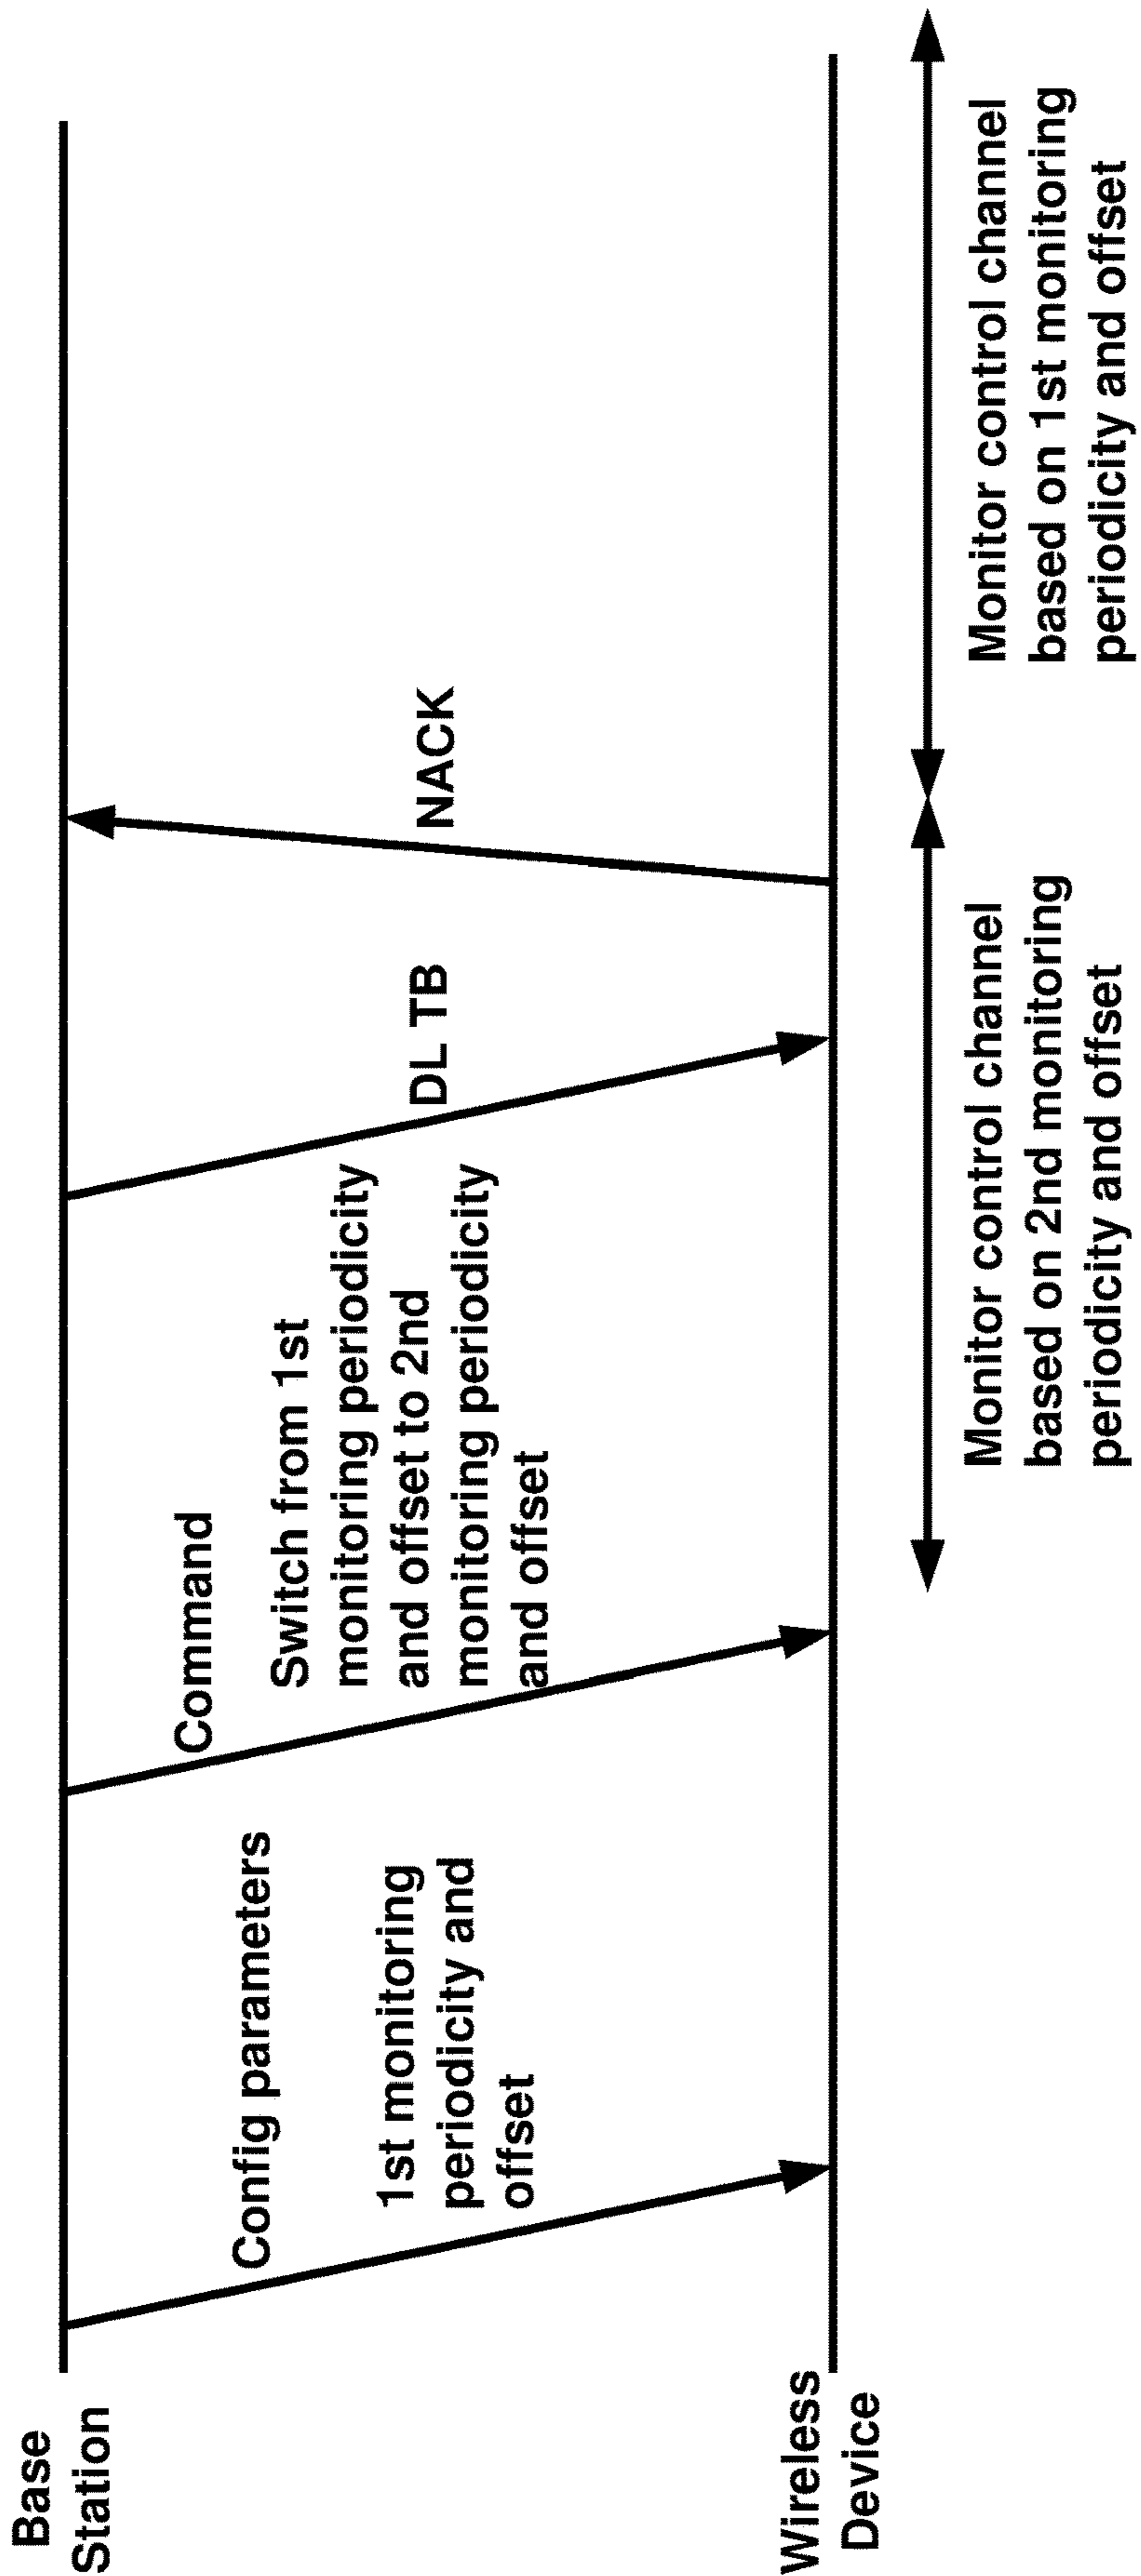 Base
Station
Config parameters
1st monitoring
periodicity and
offset
Command
Switch from 1st
monitoring periodicity
and offset to 2nd
monitoring periodicity
and offset
DL TB
NACK
Wireless
Device
Monitor control channel
based on 2nd monitoring
periodicity and offset
Monitor control channel
based on 1st monitoring
periodicity and offset